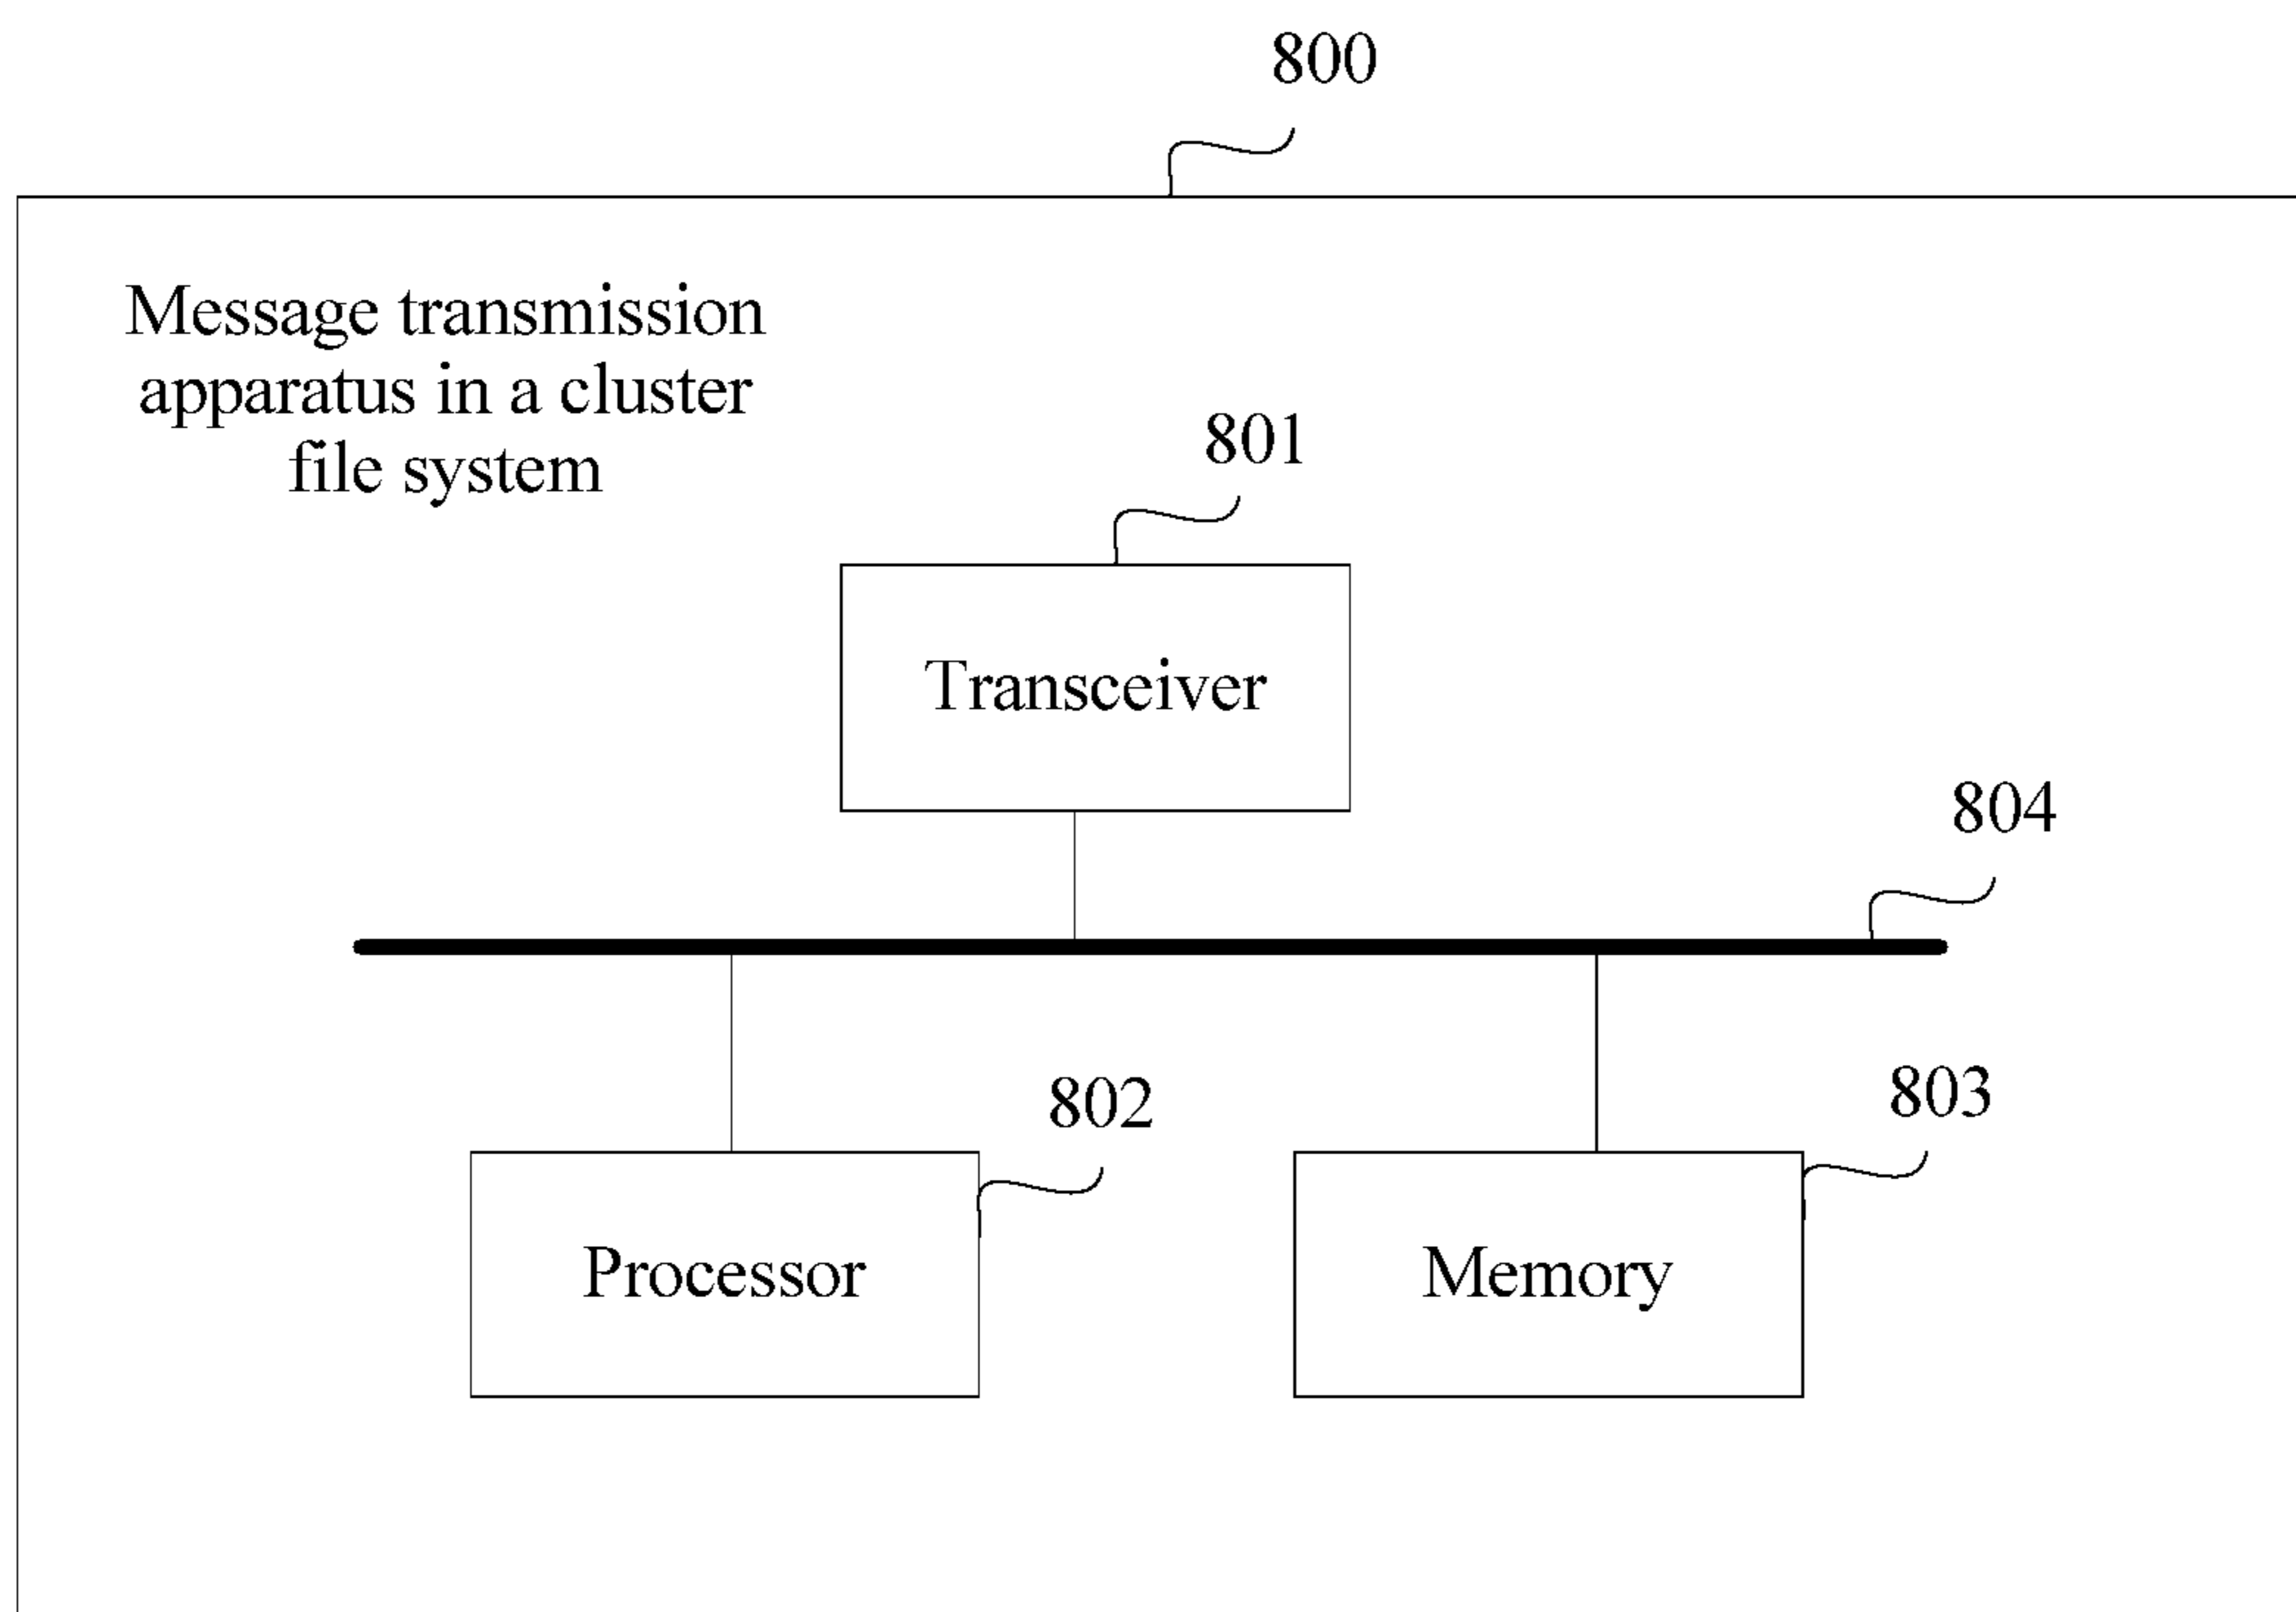 800
Message transmission
apparatus in a cluster
file system
801
Transceiver
804
802
803
Processor
Memory